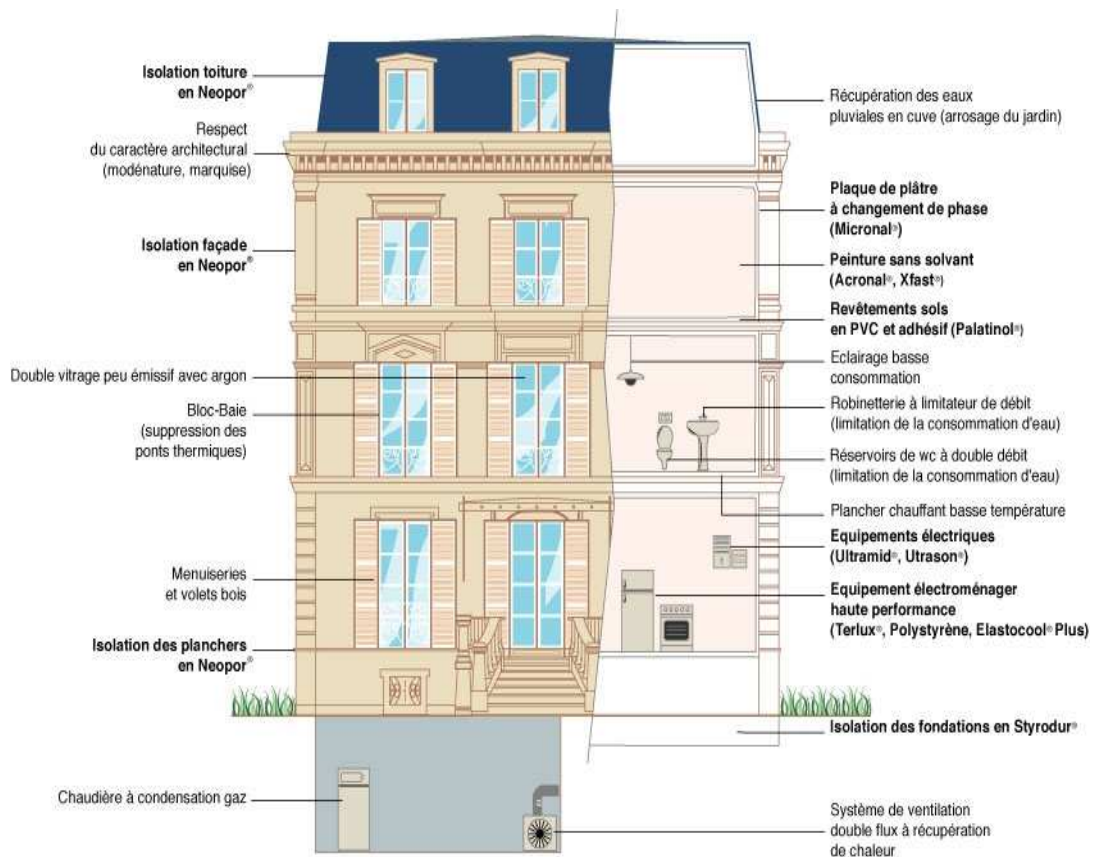 Isolation toiture
en Neopor®
Respect
du caractère architectural
(modénature, marquise)
Isolation façade
en Neopor®
Double vitrage peu émissif avec argon
Bloc-Baie
(suppression des
ponts thermiques)
Menuiseries
et volets bois
Isolation des planchers
en Neopor®
Chaudière à condensation gaz
Récupération des eaux
pluviales en cuve (arrosage du jardin)
Plaque de plâtre
à changement de phase
(Micronal®)
Peinture sans solvant
(Acronal®, Xfast®)
Revêtements sols
en PVC et adhésif (Palatinol®)
Eclairage basse
consommation
Robinetterie à limitateur de débit
(limitation de la consommation d'eau)
Réservoirs de wc à double débit
(limitation de la consommation d'eau)
Plancher chauffant basse température
Equipements électriques
(Ultramid®, Utrason®)
Equipement électroménager
haute performance
(Terlux®, Polystyrène, Elastocool® Plus)
Isolation des fondations en Styrodur®
Système de ventilation
double flux à récupération
de chaleur